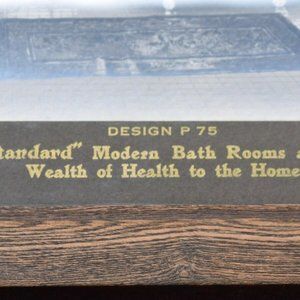 DESIGN P 75
tandard" Modern Bath Rooms a
Wealth of Health to the Home